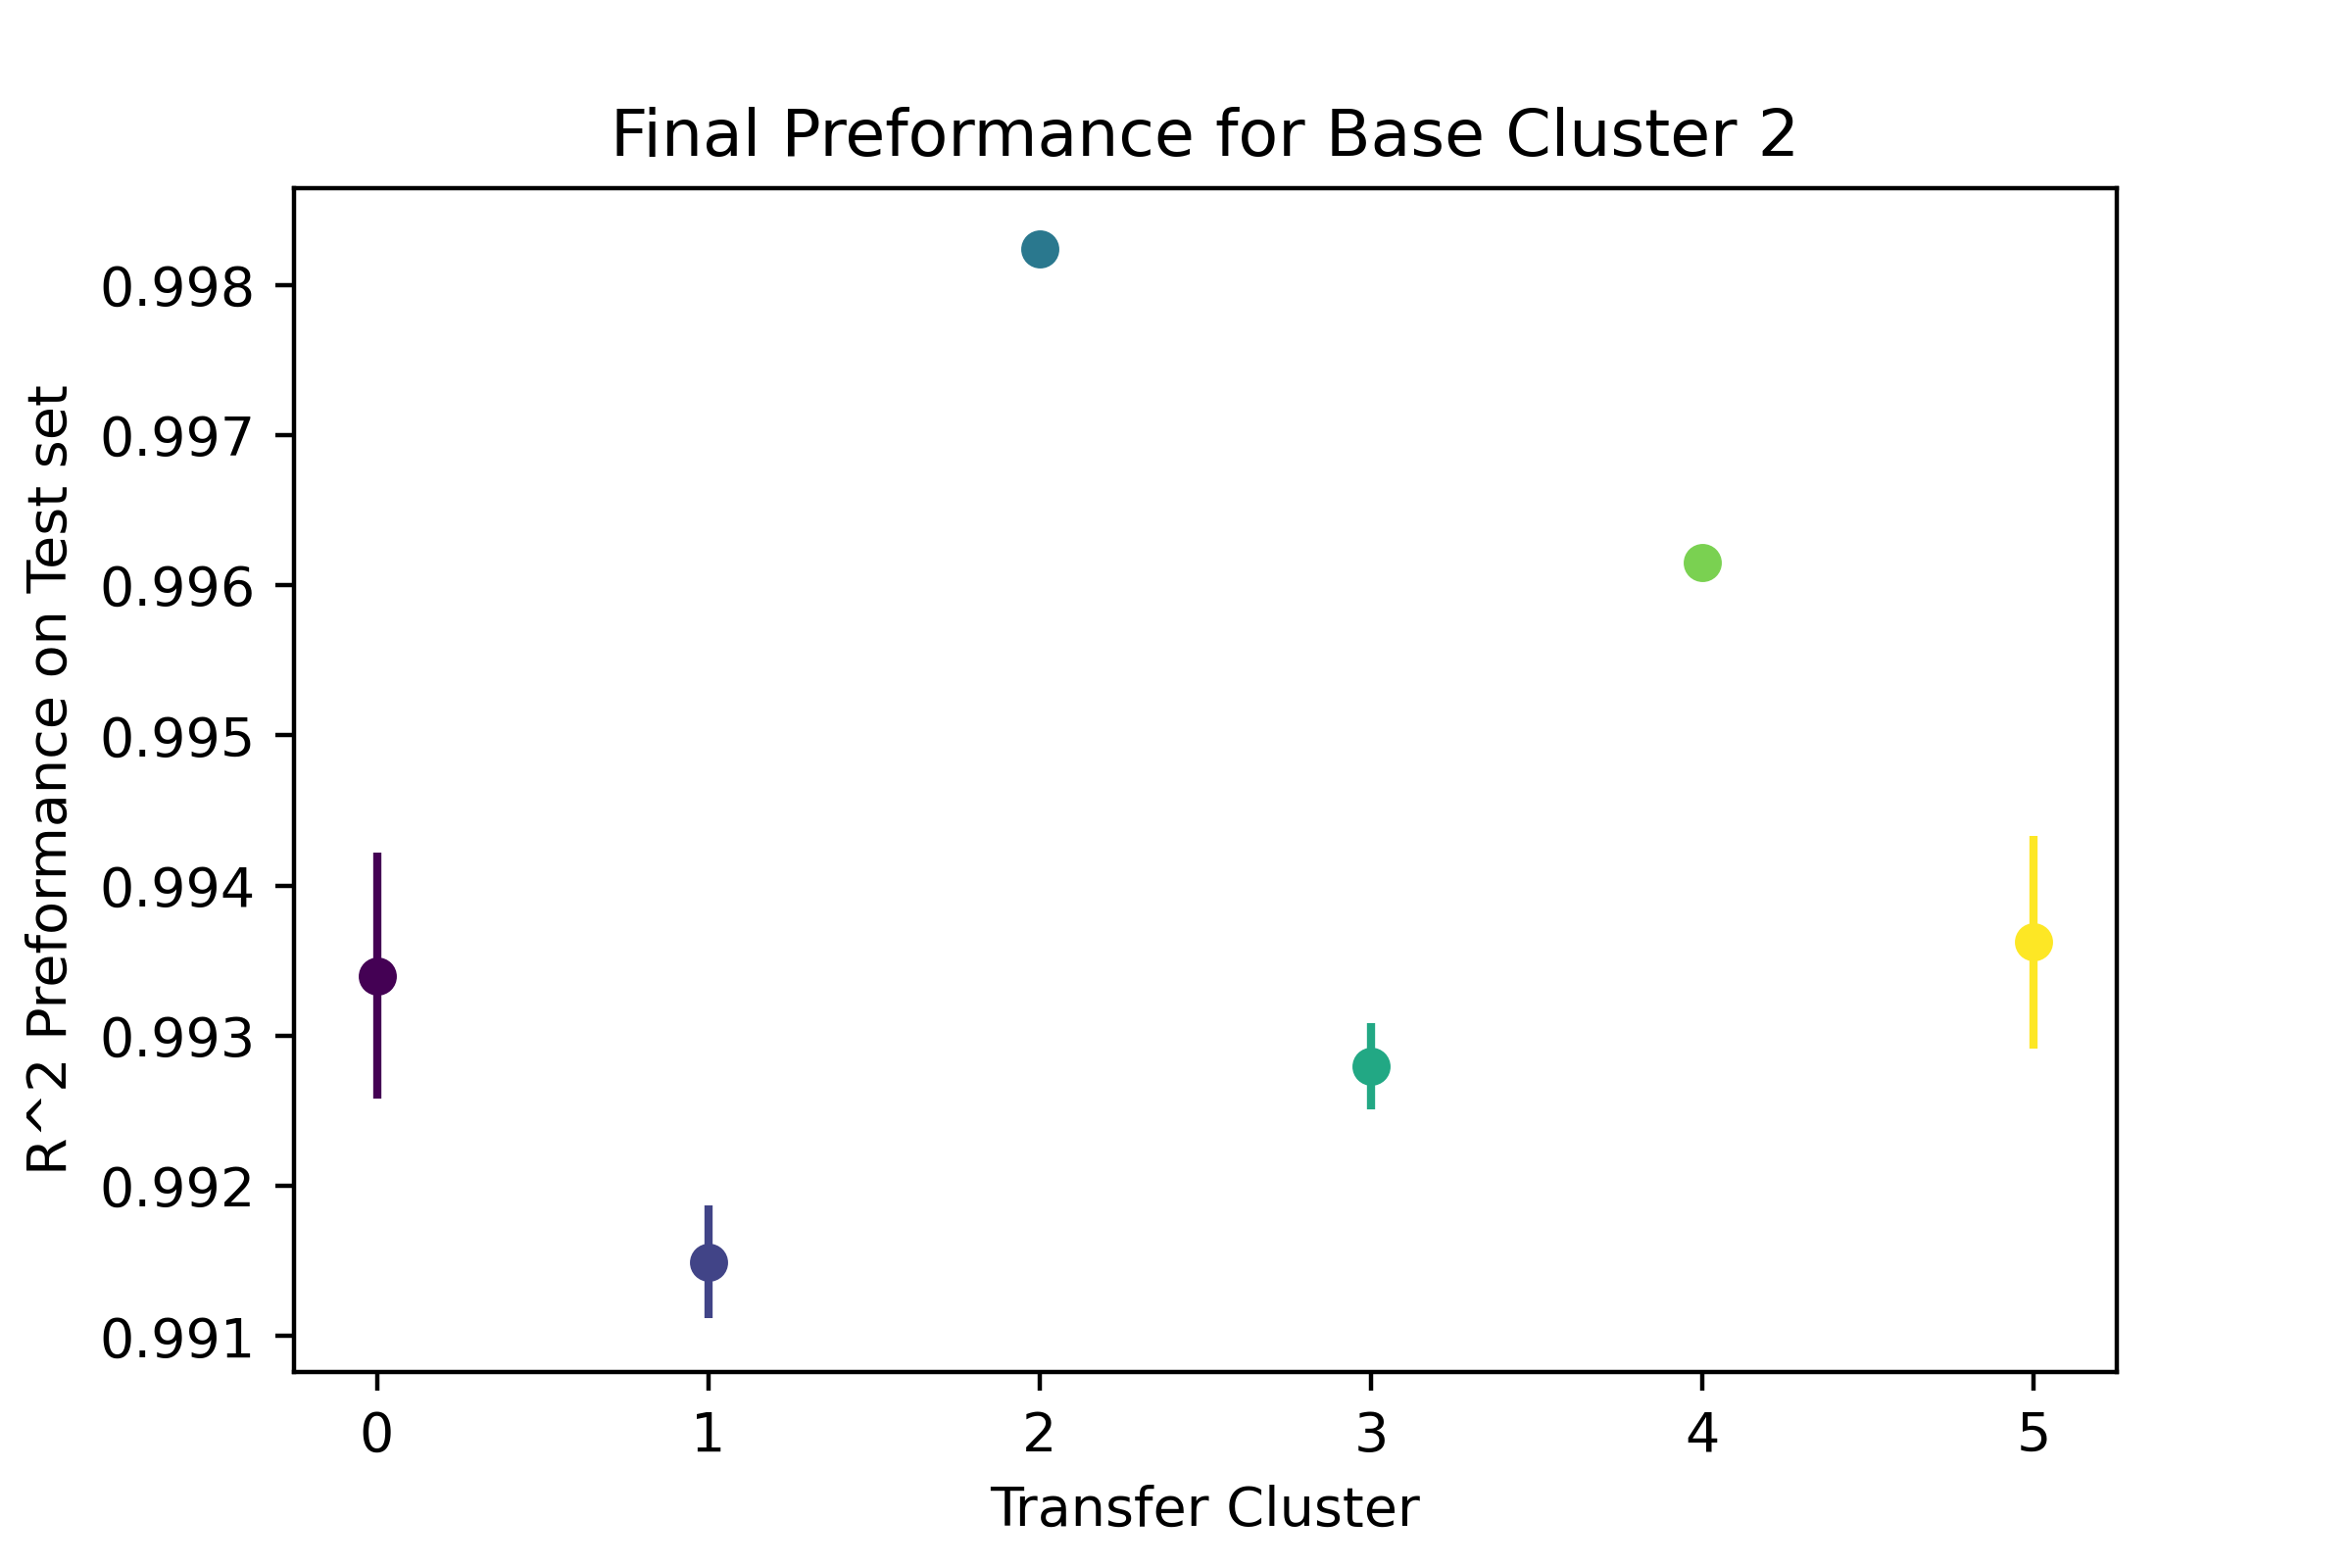 Final Preformance for Base Cluster 2
R^2 Preformance on Test set
0.998
0.997
0.996
0.995
0.994
0.993
0.992
0.991
0 1 2 3 4 5
Transfer Cluster